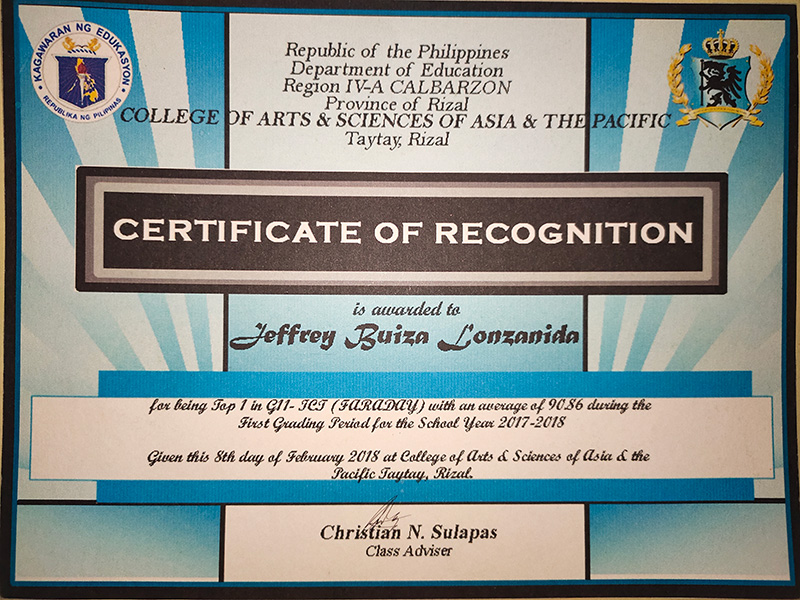 KAGAWARAN NG EDUKASYON
REPUBLIKA NG PILIPINAS
Republic of the Philippines
Department of Education
Region IV-A CALBARZON
Province of Rizal
COLLEGE OF ARTS & SCIENCES OF ASIA & THE PACIFIC
Taytay, Rizal
CERTIFICATE OF RECOGNITION
is awarded to
Jeffrey Buiza Lonzanida
for being Top 1 in G11- ICT (FARADAY) with an average of 90.86 during the
First Grading Period for the School Year 2017-2018
Given this 8th day of February 2018 at College of Arts & Sciences of Asia & the
Pacific Taytay, Rizal.
Christian N. Sulapas
Class Adviser